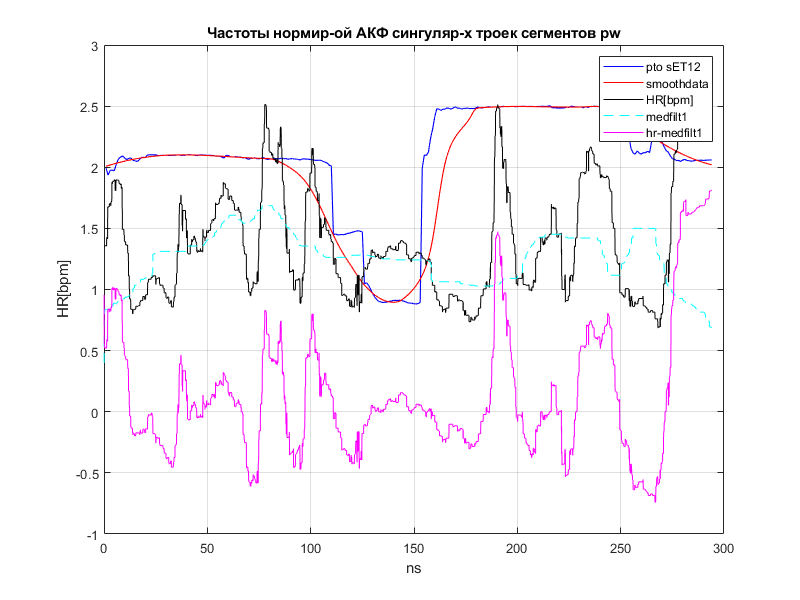 Частоты нормир-ой АКФ сингуляр-х троек сегментов pw
3
2.5
2
1.5
1
0.5
0
-0.5
-1
HR[bpm]
pto sET12
smoothdata
HR[bpm]
medfilt1
hr-medfilt1
0
50
100
150
200
250
300
ns